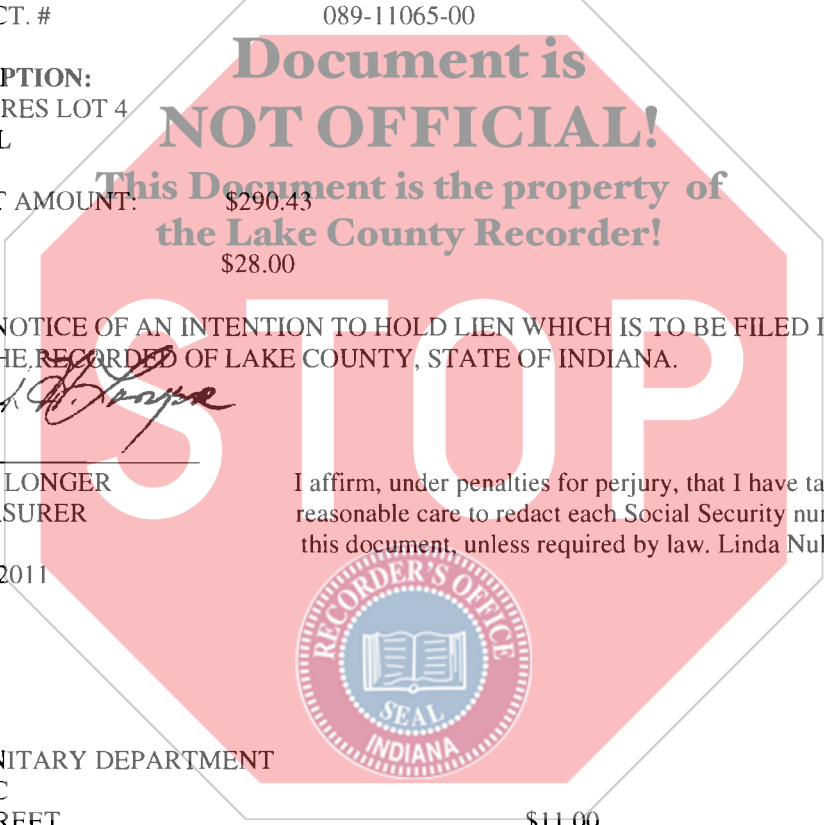 CT. # 089-11065-00
Document is
PTION:
RES LOT 4
NOT OFFICIAL!
L
This Document is the property of
T AMOUNT: $290.43
the Lake County Recorder!
$28.00
NOTICE OF AN INTENTION TO HOLD LIEN WHICH IS TO BE FILED I
HE RECORDED OF LAKE COUNTY, STATE OF INDIANA.
STOP
LONGER I affirm, under penalties for perjury, that I have ta
SURER reasonable care to redact each Social Security nu
this document, unless required by law. Linda Nu
2011
RECORDER'S OFFICE
SEAL
INDIANA
NITARY DEPARTMENT
C
REET $11.00